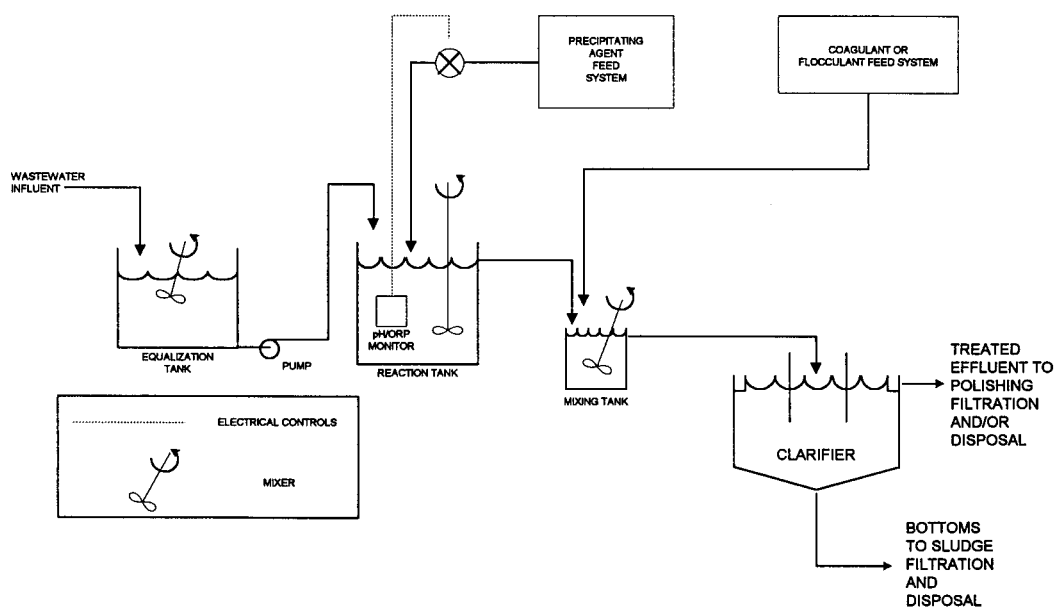 PRECIPITATING
AGENT
FEED
SYSTEM
COAGULANT OR
FLOCCULANT FEED SYSTEM
WASTEWATER
INFLUENT
pH/ORP
MONITOR
EQUALIZATION
TANK
PUMP
REACTION TANK
MIXING TANK
TREATED
EFFLUENT TO
POLISHING
FILTRATION
AND/OR
DISPOSAL
CLARIFIER
ELECTRICAL CONTROLS
MIXER
BOTTOMS
TO SLUDGE
FILTRATION
AND
DISPOSAL